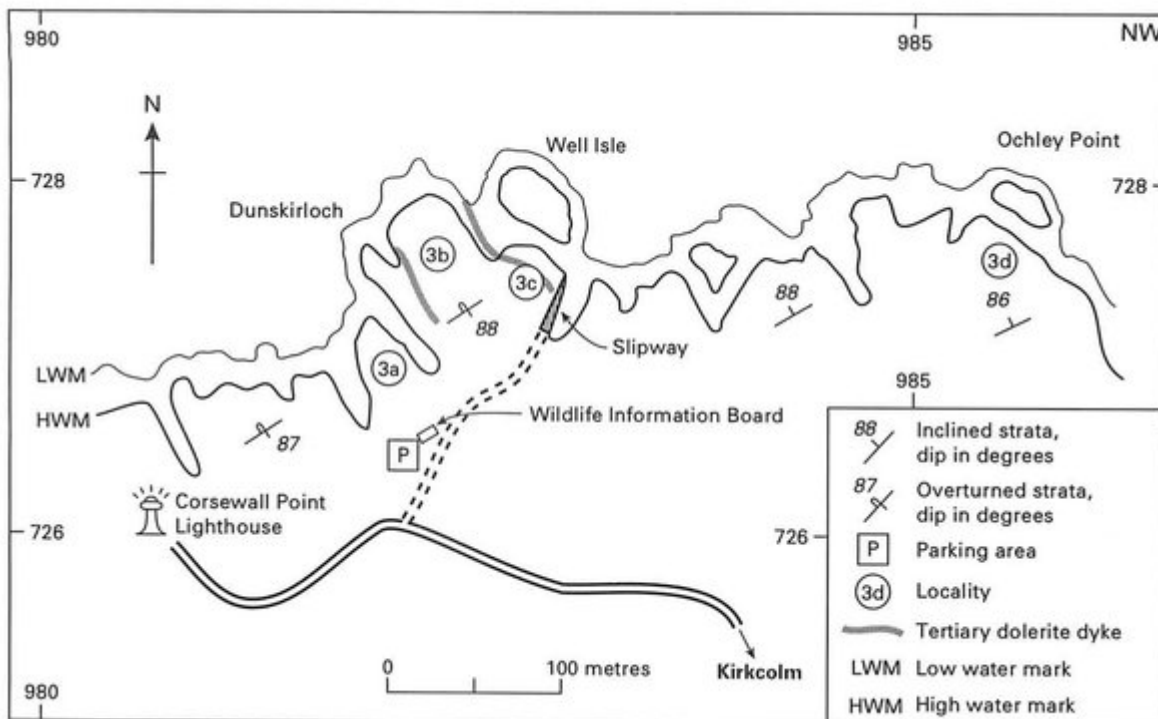 980
985
NW
N
Well Isle
Ochley Point
728
728
Dunskirloch
3b
3c
3d
88
88
86
Slipway
3a
LWM
HWM
985
Wildlife Information Board
87
P
Corsewall Point
Lighthouse
726
726
88
Inclined strata,
dip in degrees
87
Overturned strata,
dip in degrees
P
Parking area
3d
Locality
Tertiary dolerite dyke
LWM
Low water mark
HWM
High water mark
0
100 metres
Kirkcolm
980